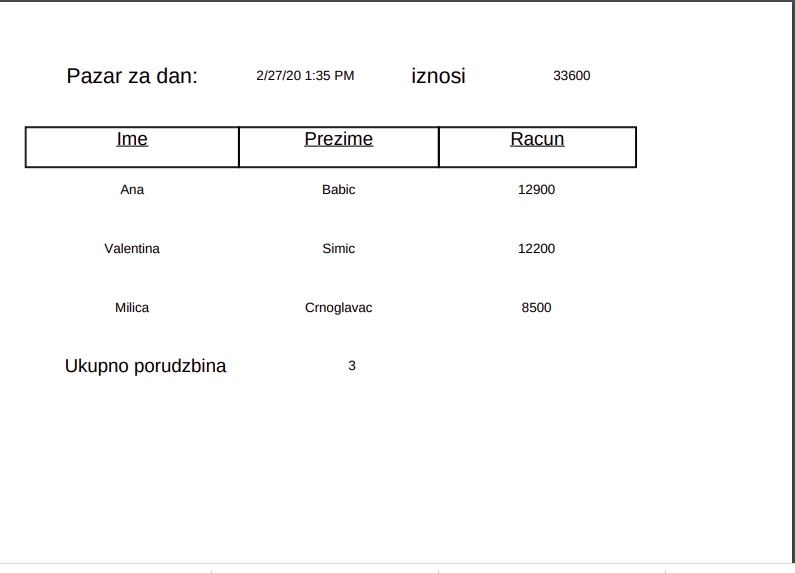 Pazar za dan: 2/27/20 1:35 PM iznosi 33600
Ime Prezime Racun
Ana Babic 12900
Valentina Simic 12200
Milica Crnoglavac 8500
Ukupno porudzbina 3